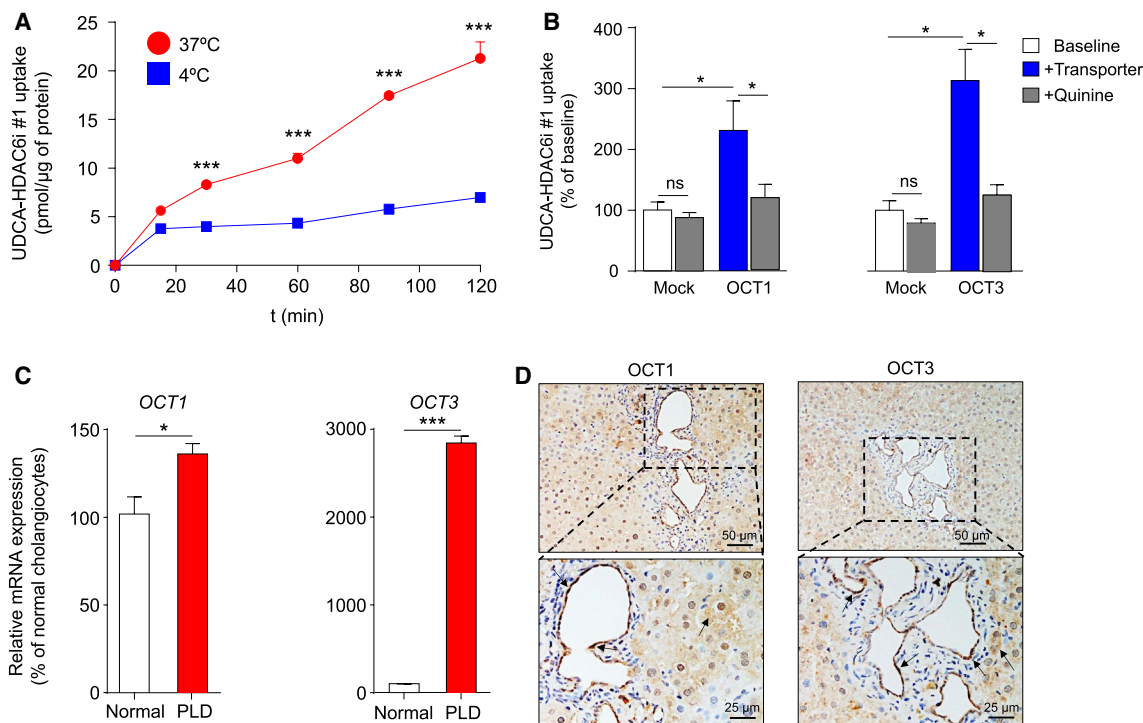 A
UDCA-HDAC6i #1 uptake
(pmol/µg of protein)
25
20
15
10
5
0
37ºC
4ºC
***
***
***
***
0 20 40 60 80 100 120
t (min)
B
UDCA-HDAC6i #1 uptake
(% of baseline)
400
300
200
100
0
ns
*
*
Mock OCT1
ns
*
*
Mock OCT3
Baseline
+Transporter
+Quinine
C
Relative mRNA expression
(% of normal cholangiocytes)
OCT1
150
100
50
0
*
Normal PLD
OCT3
3000
2000
1000
0
***
Normal PLD
D
OCT1
50 µm
25 µm
OCT3
50 µm
25 µm